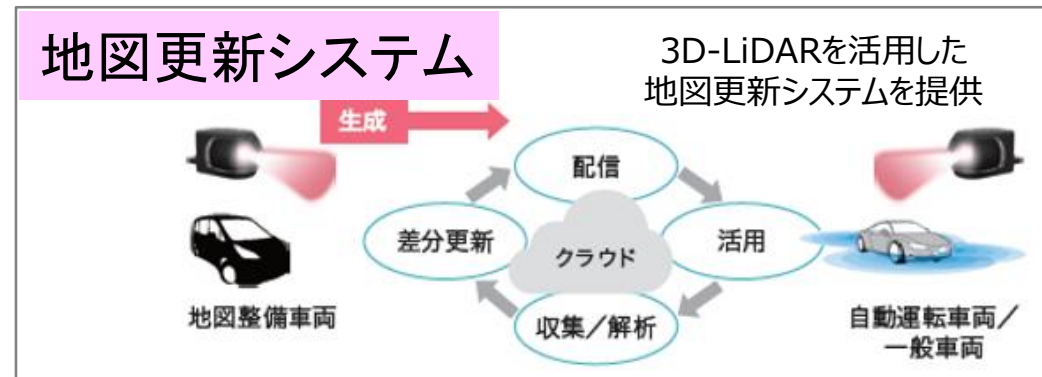 地図更新システム
3D-LiDARを活用した
地図更新システムを提供
生成
配信
差分更新
クラウド
活用
収集／解析
地図整備車両
自動運転車両／
一般車両